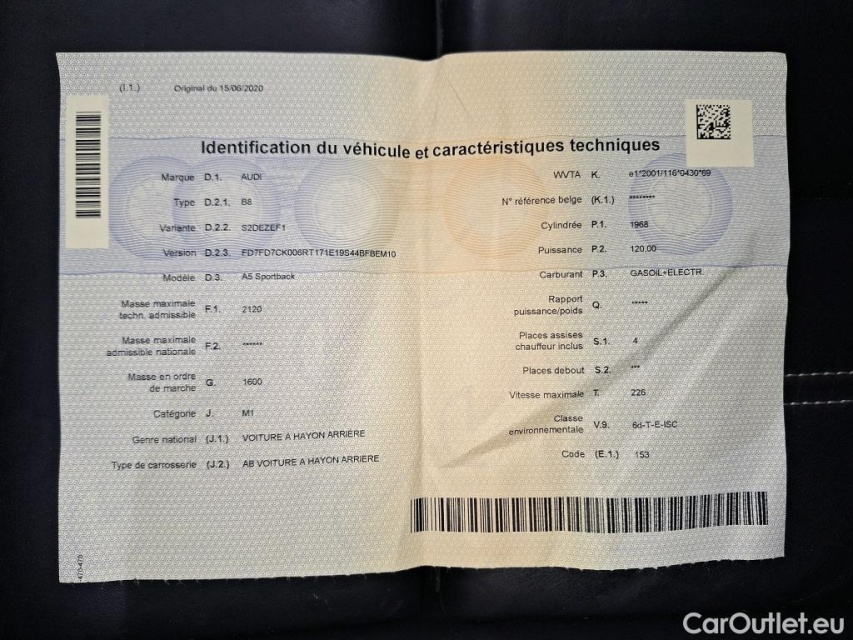 (I.1.) Original du 15/06/2020
Identification du véhicule et caractéristiques techniques
Marque D.1. AUDI
Type D.2.1. B8
Variante D.2.2. S2DEZEF1
Version D.2.3. FD7FD7CK006RT171E19S44BFBEM10
Modèle D.3. A5 Sportback
Masse maximale
techn. admissible F.1. 2120
Masse maximale
admissible nationale F.2. ******
Masse en ordre
de marche G. 1600
Catégorie J. M1
Genre national (J.1.) VOITURE A HAYON ARRIERE
Type de carrosserie (J.2.) AB VOITURE A HAYON ARRIERE
WVTA K. e1*2001/116*0430*69
N° référence belge (K.1.) ********
Cylindrée P.1. 1968
Puissance P.2. 120.00
Carburant P.3. GASOIL+ELECTR.
Rapport
puissance/poids Q. *****
Places assises
chauffeur inclus S.1. 4
Places debout S.2. ***
Vitesse maximale T. 226
Classe
environnementale V.9. 6d-T-E-ISC
Code (E.1.) 153
CarOutlet.eu